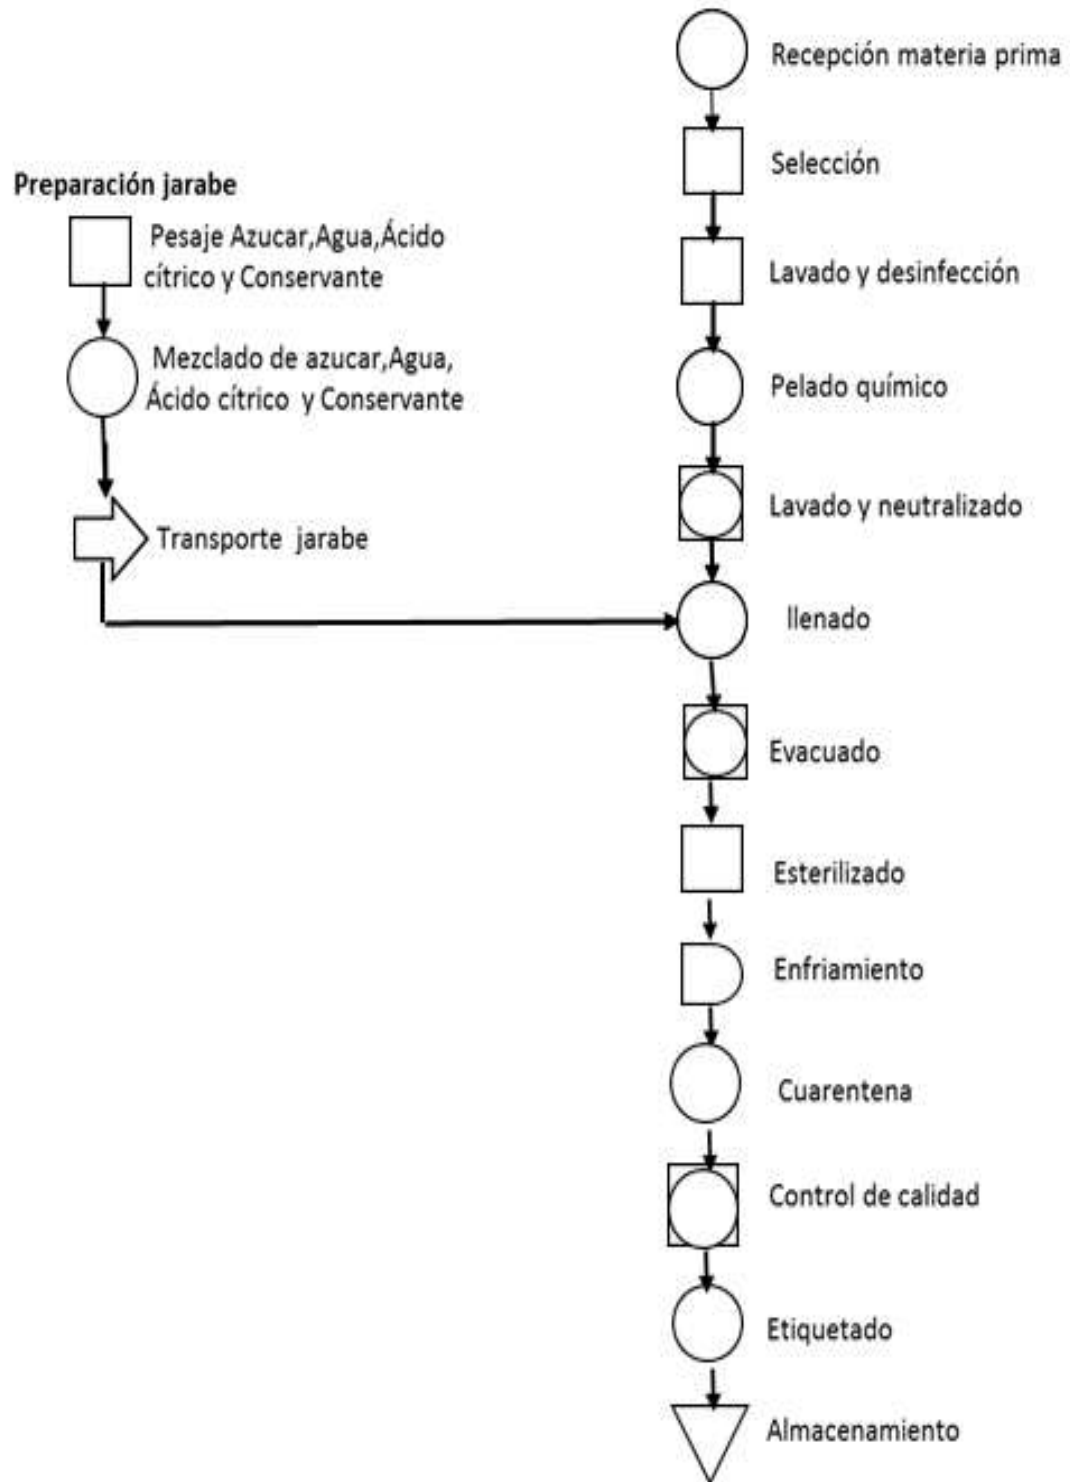 Recepción materia prima
Selección
Preparación jarabe
Pesaje Azucar,Agua,Ácido
cítrico y Conservante
Lavado y desinfección
Mezclado de azucar,Agua,
Ácido cítrico y Conservante
Pelado químico
Lavado y neutralizado
Transporte jarabe
llenado
Evacuado
Esterilizado
Enfriamiento
Cuarentena
Control de calidad
Etiquetado
Almacenamiento